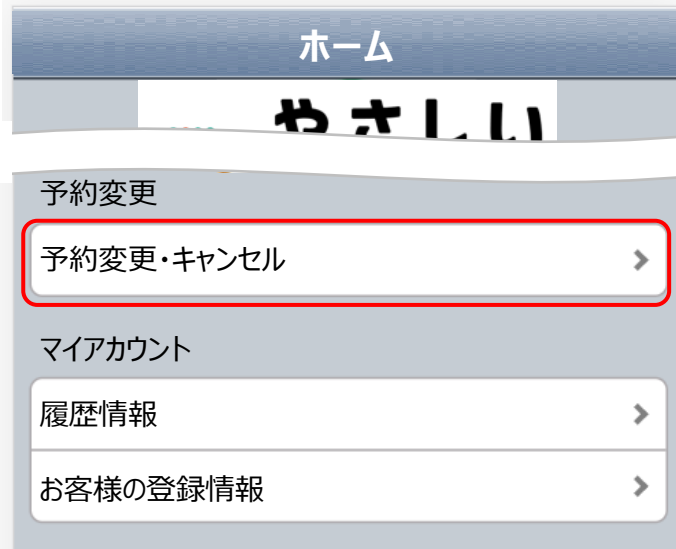 ホーム
やさしい
予約変更
予約変更・キャンセル
マイアカウント
履歴情報
お客様の登録情報